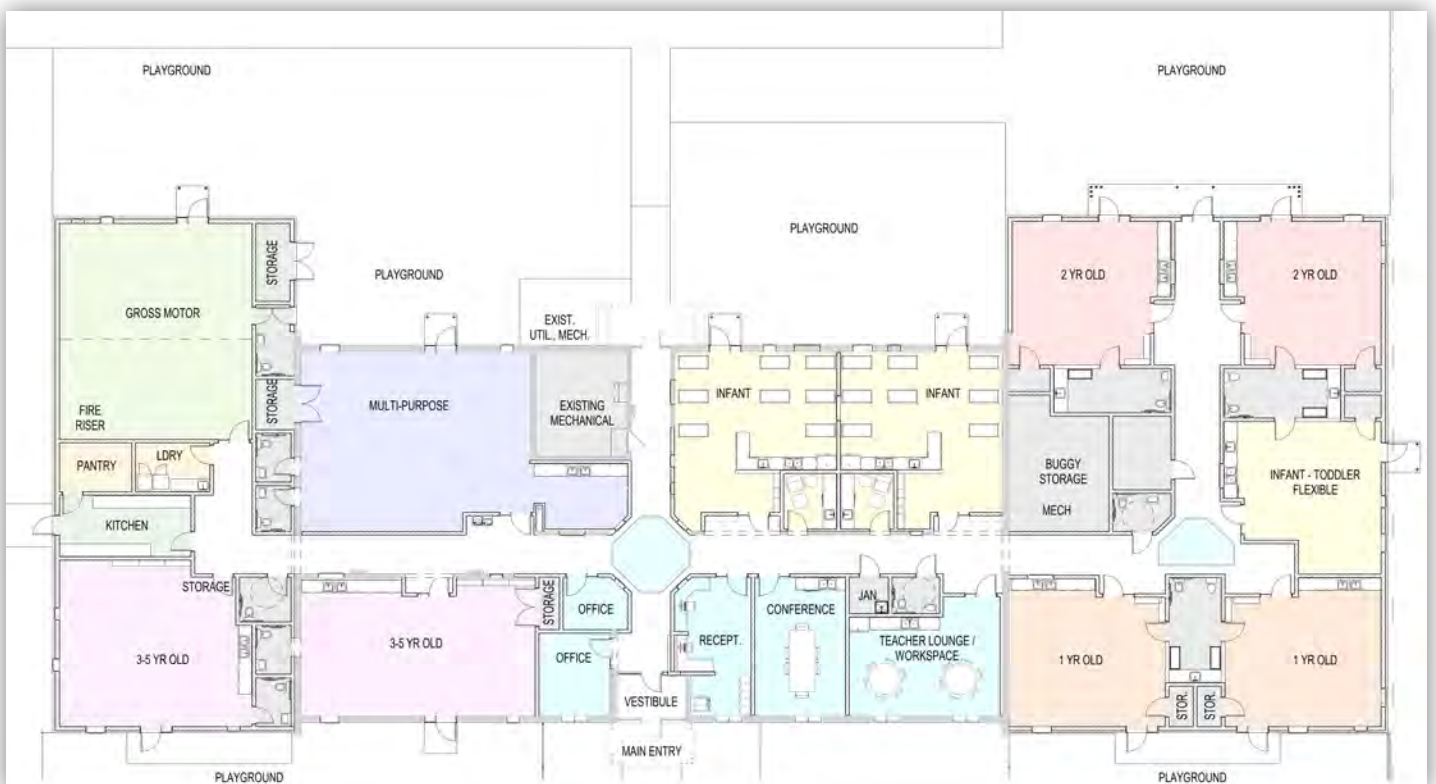 PLAYGROUND
PLAYGROUND
PLAYGROUND
PLAYGROUND
STORAGE
PLAYGROUND
2 YR OLD
2 YR OLD
GROSS MOTOR
EXIST.
UTIL., MECH.
STORAGE
MULTI-PURPOSE
EXISTING
MECHANICAL
INFANT
INFANT
FIRE
RISER
PANTRY
LDRY
BUGGY
STORAGE
MECH
INFANT - TODDLER
FLEXIBLE
KITCHEN
STORAGE
STORAGE
OFFICE
CONFERENCE
JAN
3-5 YR OLD
3-5 YR OLD
OFFICE
RECEPT.
TEACHER LOUNGE /
WORKSPACE
1 YR OLD
1 YR OLD
VESTIBULE
STOR.
STOR.
MAIN ENTRY
PLAYGROUND
PLAYGROUND